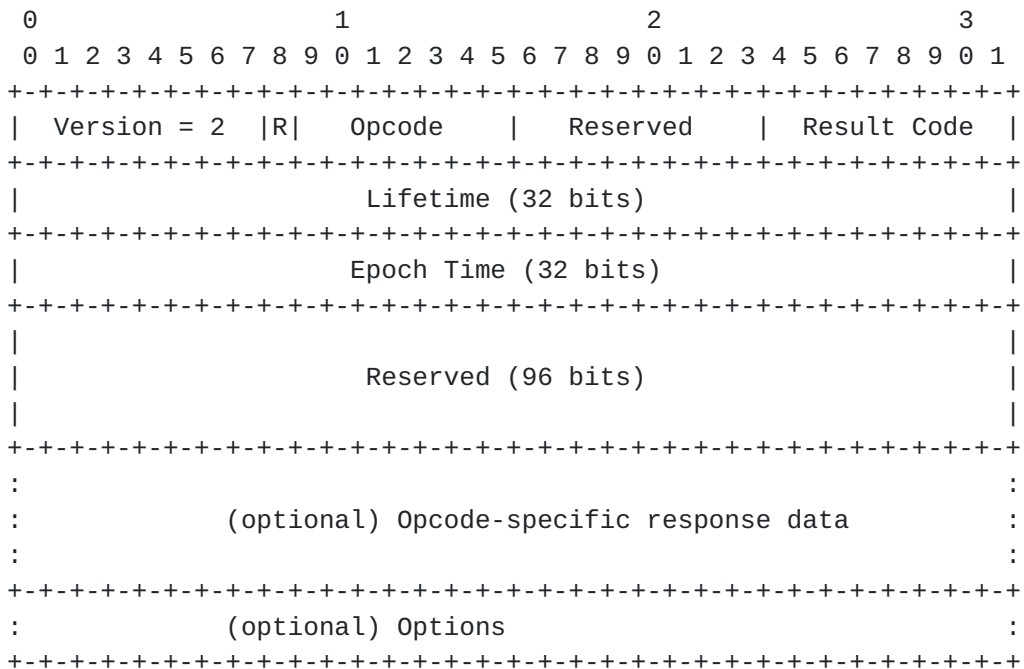 0                   1                   2                   3
 0 1 2 3 4 5 6 7 8 9 0 1 2 3 4 5 6 7 8 9 0 1 2 3 4 5 6 7 8 9 0 1
+-+-+-+-+-+-+-+-+-+-+-+-+-+-+-+-+-+-+-+-+-+-+-+-+-+-+-+-+-+-+-+-+
|  Version = 2  |R|   Opcode    |   Reserved    |  Result Code  |
+-+-+-+-+-+-+-+-+-+-+-+-+-+-+-+-+-+-+-+-+-+-+-+-+-+-+-+-+-+-+-+-+
|                      Lifetime (32 bits)                       |
+-+-+-+-+-+-+-+-+-+-+-+-+-+-+-+-+-+-+-+-+-+-+-+-+-+-+-+-+-+-+-+-+
|                     Epoch Time (32 bits)                      |
+-+-+-+-+-+-+-+-+-+-+-+-+-+-+-+-+-+-+-+-+-+-+-+-+-+-+-+-+-+-+-+-+
|                                                               |
|                      Reserved (96 bits)                       |
|                                                               |
+-+-+-+-+-+-+-+-+-+-+-+-+-+-+-+-+-+-+-+-+-+-+-+-+-+-+-+-+-+-+-+-+
:                                                               :
:             (optional) Opcode-specific response data          :
:                                                               :
+-+-+-+-+-+-+-+-+-+-+-+-+-+-+-+-+-+-+-+-+-+-+-+-+-+-+-+-+-+-+-+-+
:             (optional) Options                                :
+-+-+-+-+-+-+-+-+-+-+-+-+-+-+-+-+-+-+-+-+-+-+-+-+-+-+-+-+-+-+-+-+